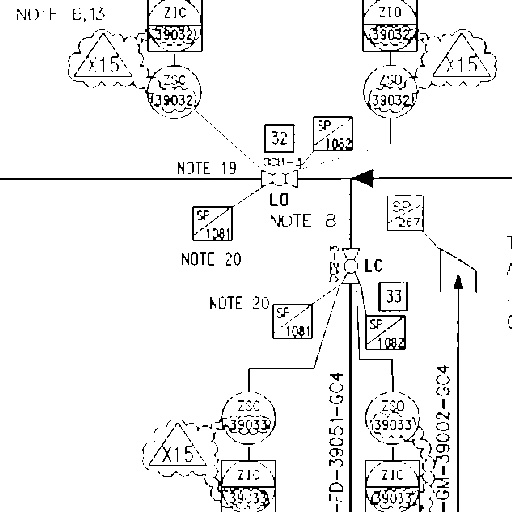 NOTE 8,13
ZIC
39032
ZIO
39032
X15
X15
ZSC
39032
ZSO
39032
32
SP
1082
NOTE 19
LO
SP
1081
NOTE 8
SP
267
NOTE 20
LC
33
NOTE 20
SP
1081
SP
1082
FD-39051-GC4
GM-39002-GC4
ZSC
39033
ZSO
39033
X15
ZIC
39033
ZIC
39033